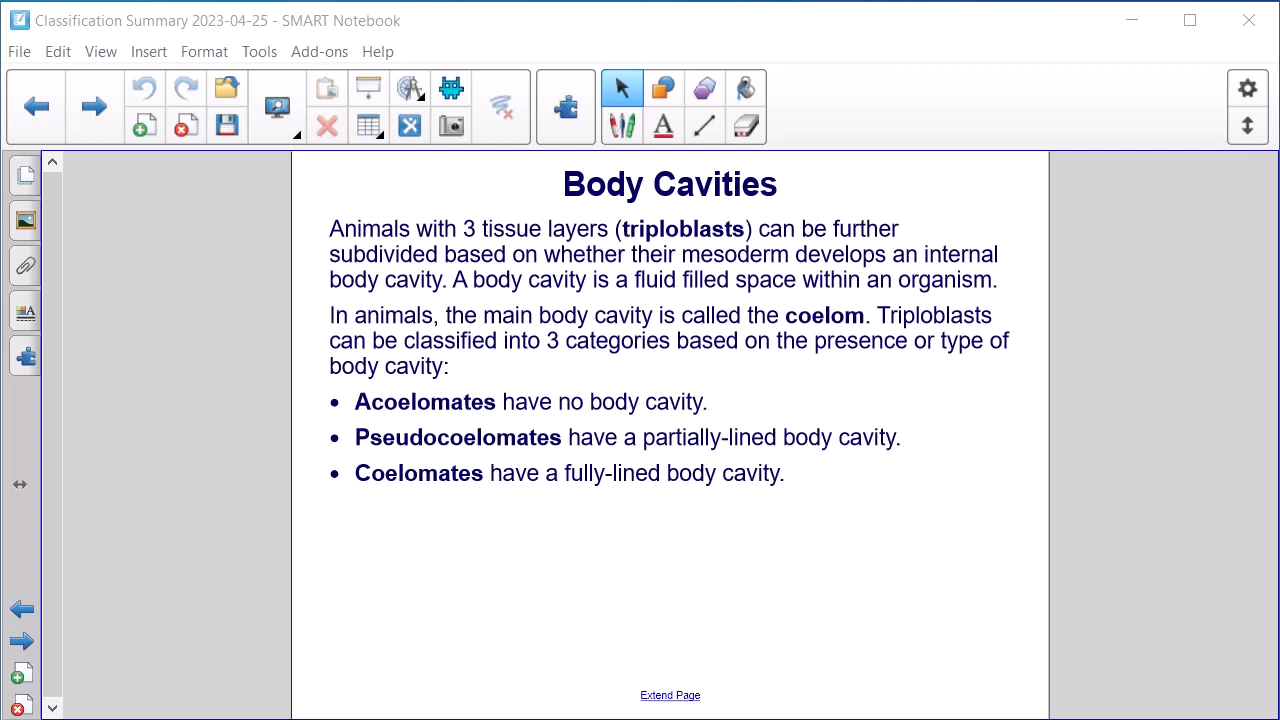 Classification Summary 2023-04-25 - SMART Notebook
File Edit View Insert Format Tools Add-ons Help
Body Cavities
Animals with 3 tissue layers (triploblasts) can be further
subdivided based on whether their mesoderm develops an internal
body cavity. A body cavity is a fluid filled space within an organism.
In animals, the main body cavity is called the coelom. Triploblasts
can be classified into 3 categories based on the presence or type of
body cavity:
• Acoelomates have no body cavity.
• Pseudocoelomates have a partially-lined body cavity.
• Coelomates have a fully-lined body cavity.
Extend Page